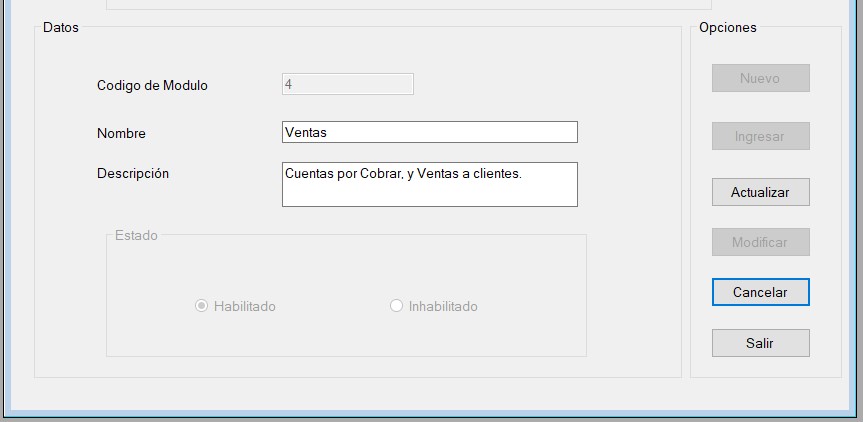 Datos
Codigo de Modulo
4
Nombre
Ventas
Descripción
Cuentas por Cobrar, y Ventas a clientes.
Estado
Habilitado
Inhabilitado
Opciones
Nuevo
Ingresar
Actualizar
Modificar
Cancelar
Salir